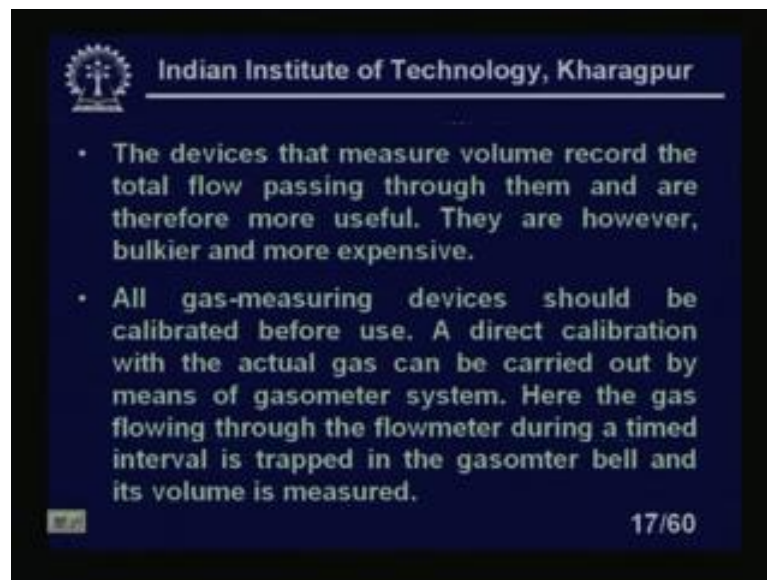 Indian Institute of Technology, Kharagpur
• The devices that measure volume record the
total flow passing through them and are
therefore more useful. They are however,
bulkier and more expensive.
• All gas-measuring devices should be
calibrated before use. A direct calibration
with the actual gas can be carried out by
means of gasometer system. Here the gas
flowing through the flowmeter during a timed
interval is trapped in the gasomter bell and
its volume is measured.
17/60